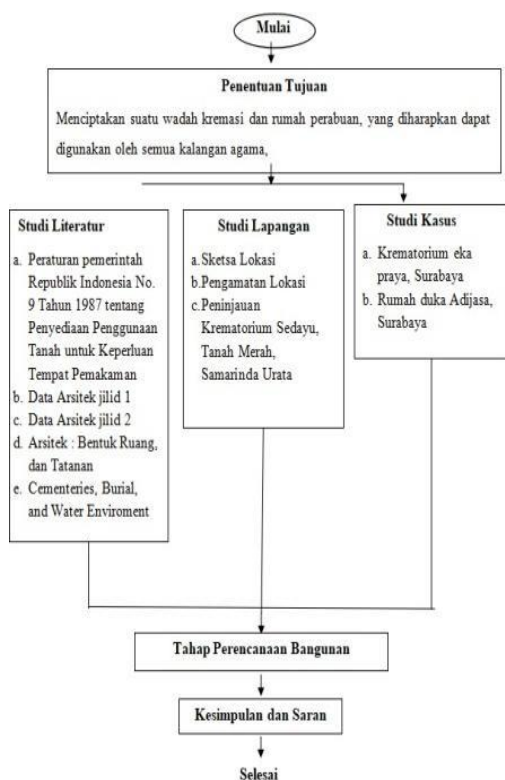 Mulai
Penentuan Tujuan
Menciptakan suatu wadah kremasi dan rumah perabuan, yang diharapkan dapat
digunakan oleh semua kalangan agama,
Studi Literatur
a. Peraturan pemerintah
Republik Indonesia No.
9 Tahun 1987 tentang
Penyediaan Penggunaan
Tanah untuk Keperluan
Tempat Pemakaman
b. Data Arsitek jilid 1
c. Data Arsitek jilid 2
d. Arsitek : Bentuk Ruang,
dan Tatanan
e. Cementeries, Burial,
and Water Enviroment
Studi Lapangan
a. Sketsa Lokasi
b. Pengamatan Lokasi
c. Peninjauan
Krematorium Sedayu,
Tanah Merah,
Samarinda Urata
Studi Kasus
a. Krematorium eka
praya, Surabaya
b. Rumah duka Adijasa,
Surabaya
Tahap Perencanaan Bangunan
Kesimpulan dan Saran
Selesai